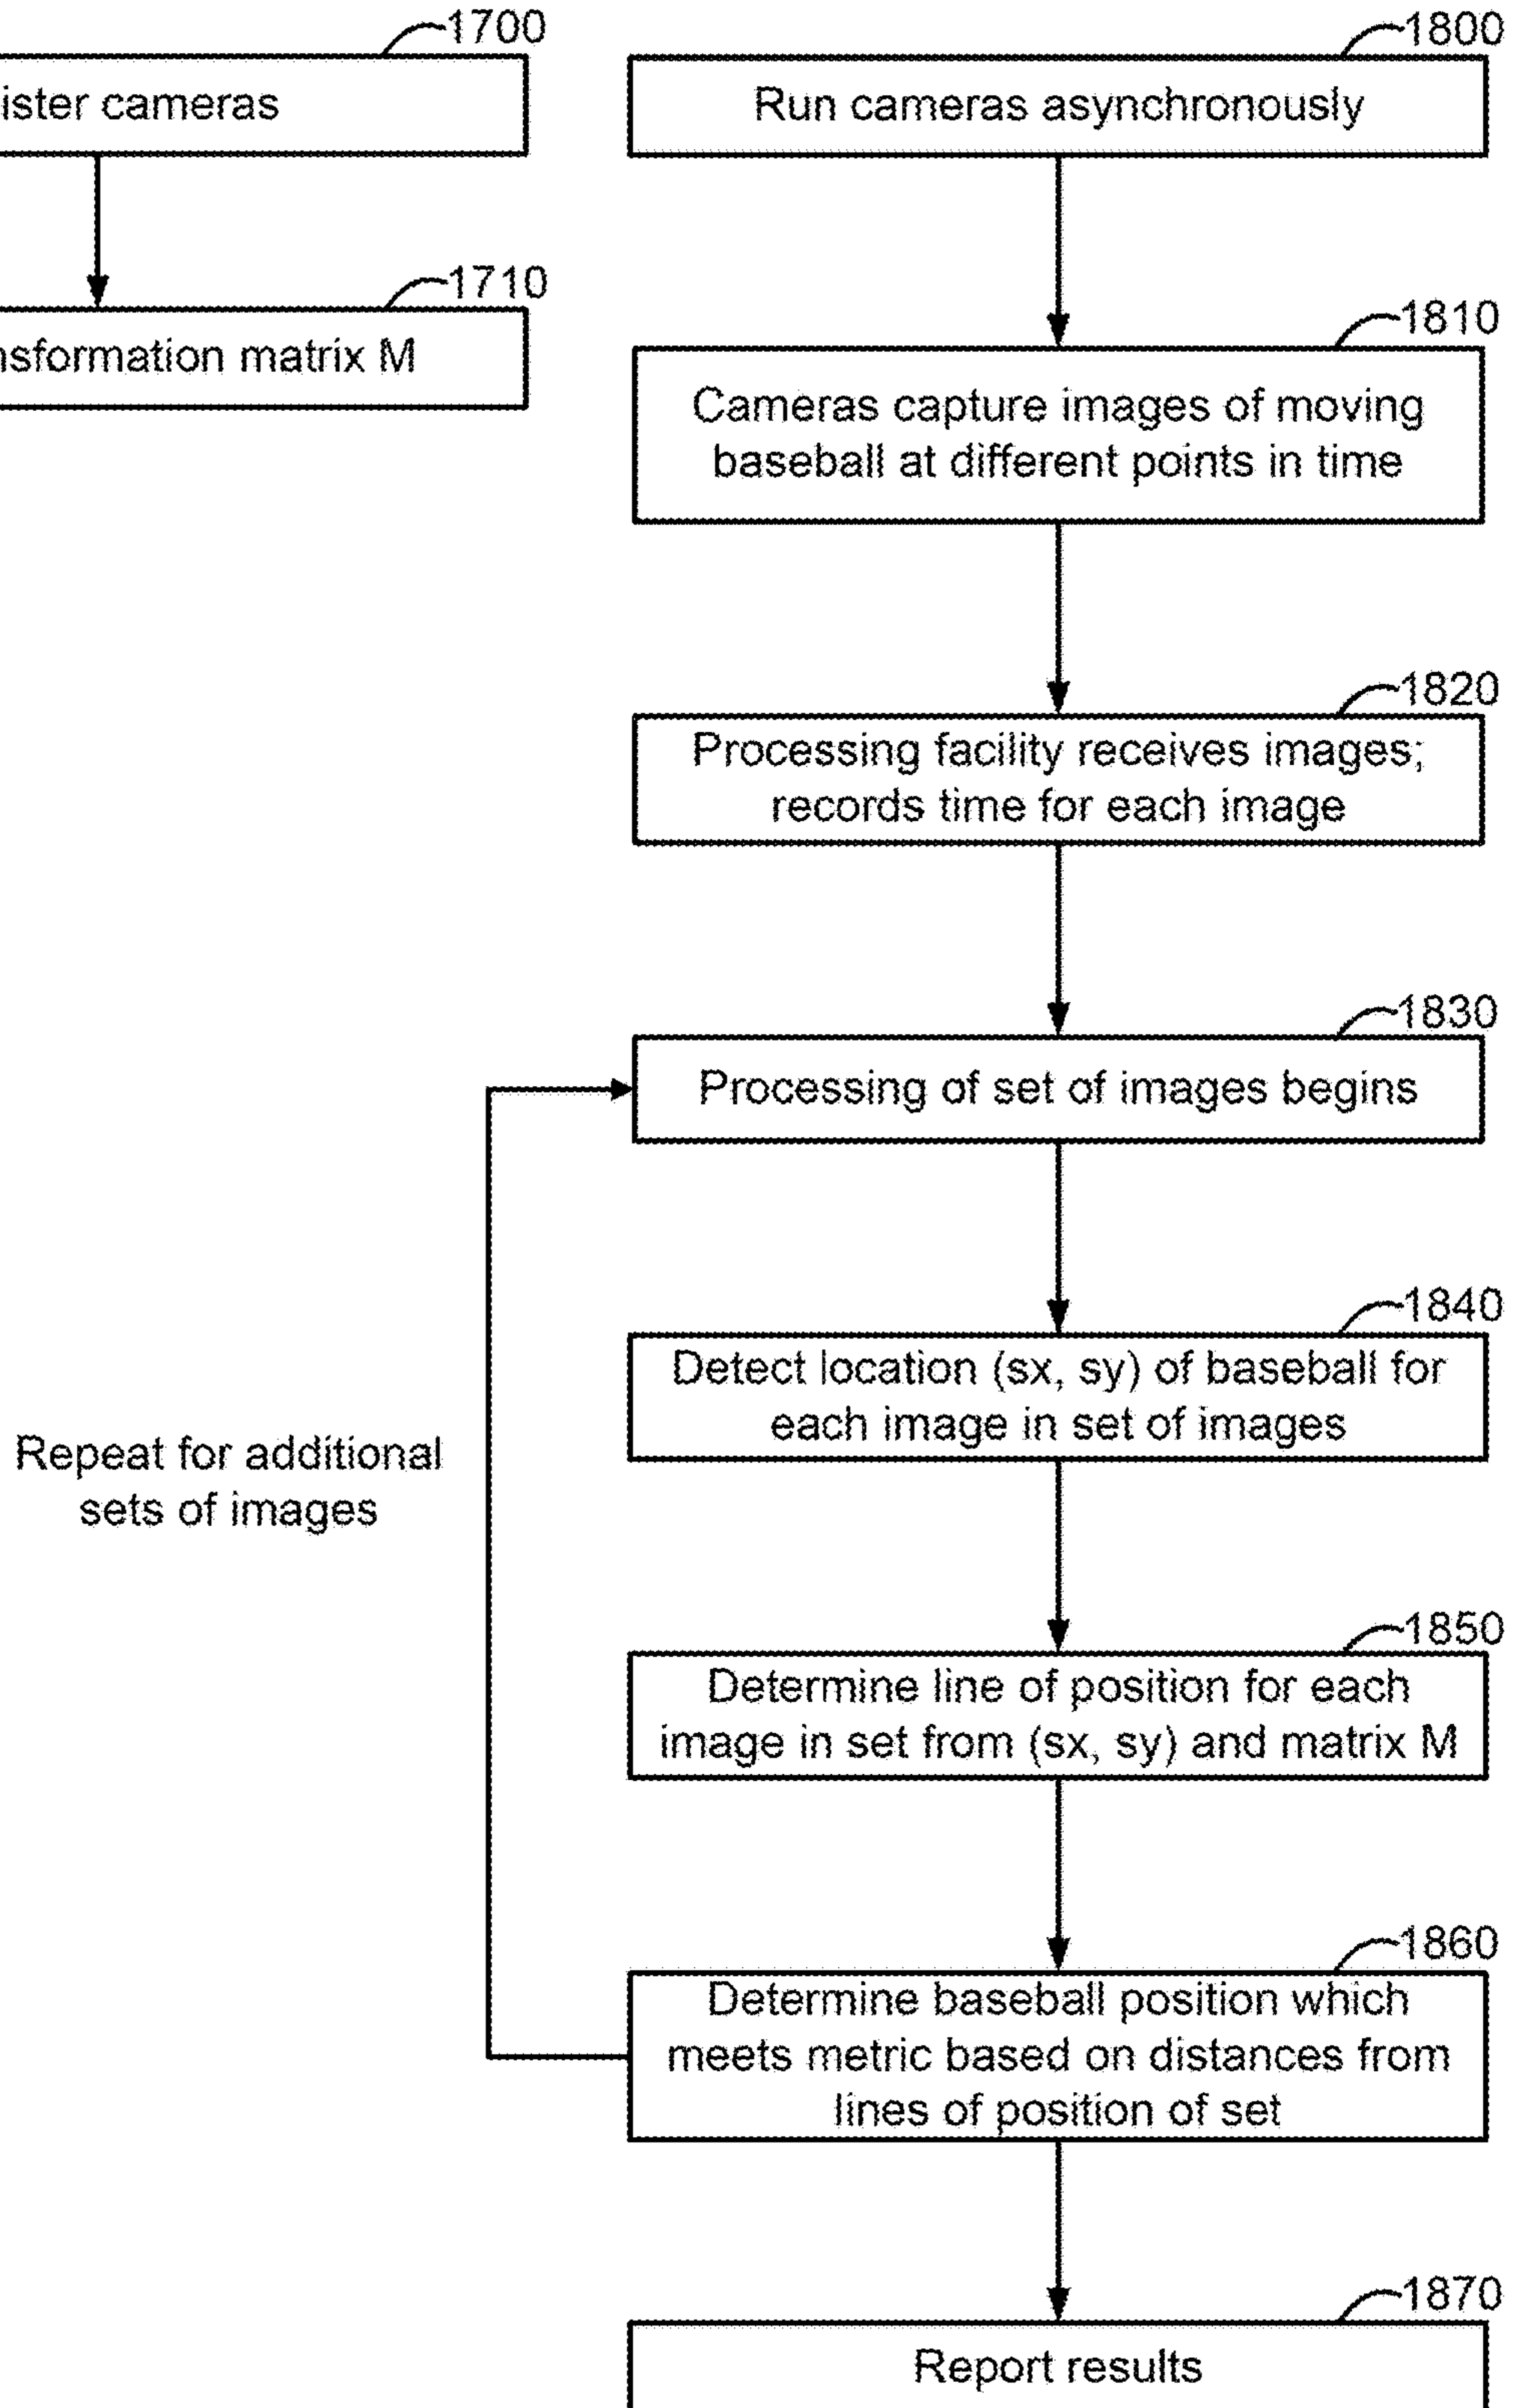 1700
ister cameras
1710
nsformation matrix M
1800
Run cameras asynchronously
1810
Cameras capture images of moving
baseball at different points in time
1820
Processing facility receives images;
records time for each image
1830
Processing of set of images begins
1840
Detect location (sx, sy) of baseball for
each image in set of images
Repeat for additional
sets of images
1850
Determine line of position for each
image in set from (sx, sy) and matrix M
1860
Determine baseball position which
meets metric based on distances from
lines of position of set
1870
Report results